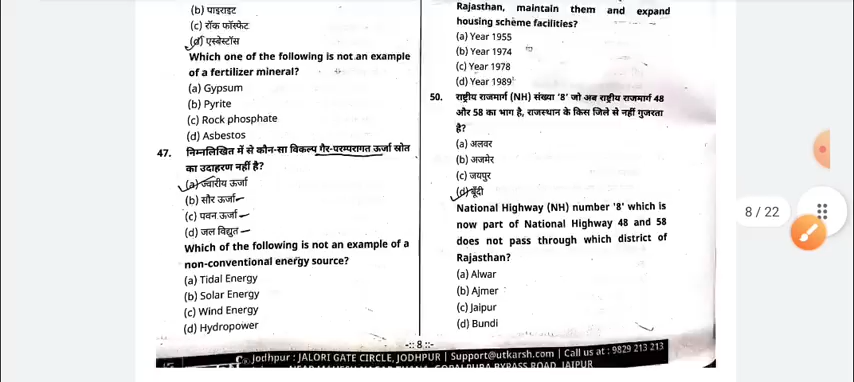 (b) पाइराइट
(c) रॉक फॉस्फेट
(d) एस्बेस्टॉस
Which one of the following is not an example
of a fertilizer mineral?
(a) Gypsum
(b) Pyrite
(c) Rock phosphate
(d) Asbestos
47. निम्नलिखित में से कौन-सा विकल्प गैर-परम्परागत ऊर्जा स्रोत
का उदाहरण नहीं है?
(a) ज्वारीय ऊर्जा
(b) सौर ऊर्जा
(c) पवन ऊर्जा
(d) जल विद्युत
Which of the following is not an example of a
non-conventional energy source?
(a) Tidal Energy
(b) Solar Energy
(c) Wind Energy
(d) Hydropower
Rajasthan, maintain them and expand
housing scheme facilities?
(a) Year 1955
(b) Year 1974
(c) Year 1978
(d) Year 1989
50. राष्ट्रीय राजमार्ग (NH) संख्या '8' जो अब राष्ट्रीय राजमार्ग 48
और 58 का भाग है, राजस्थान के किस जिले से नहीं गुजरता
है?
(a) अलवर
(b) अजमेर
(c) जयपुर
(d) बूँदी
National Highway (NH) number '8' which is
now part of National Highway 48 and 58
does not pass through which district of
Rajasthan?
(a) Alwar
(b) Ajmer
(c) Jaipur
(d) Bundi
-:: 8 ::-
Jodhpur : JALORI GATE CIRCLE, JODHPUR | Support@utkarsh.com | Call us at : 9829 213 213
GOPALPURA BYPASS ROAD, JAIPUR
8 / 22